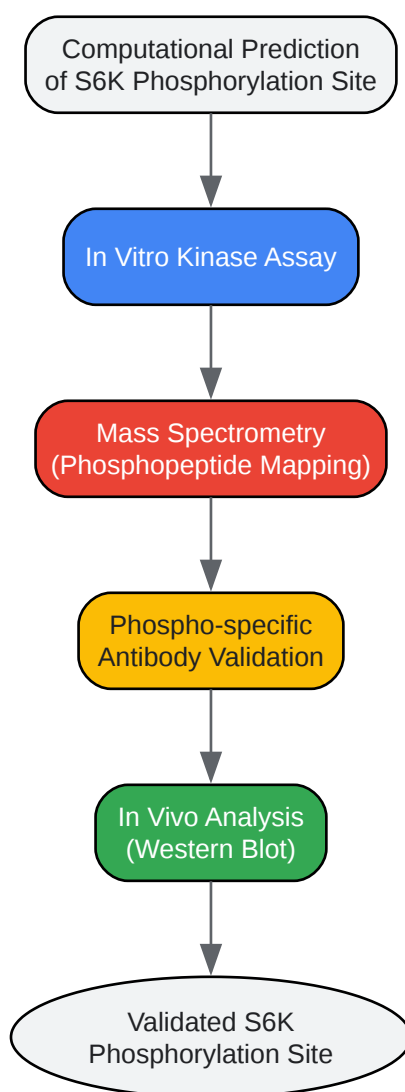 Computational Prediction
of S6K Phosphorylation Site
In Vitro Kinase Assay
Mass Spectrometry
(Phosphopeptide Mapping)
Phospho-specific
Antibody Validation
In Vivo Analysis
(Western Blot)
Validated S6K
Phosphorylation Site